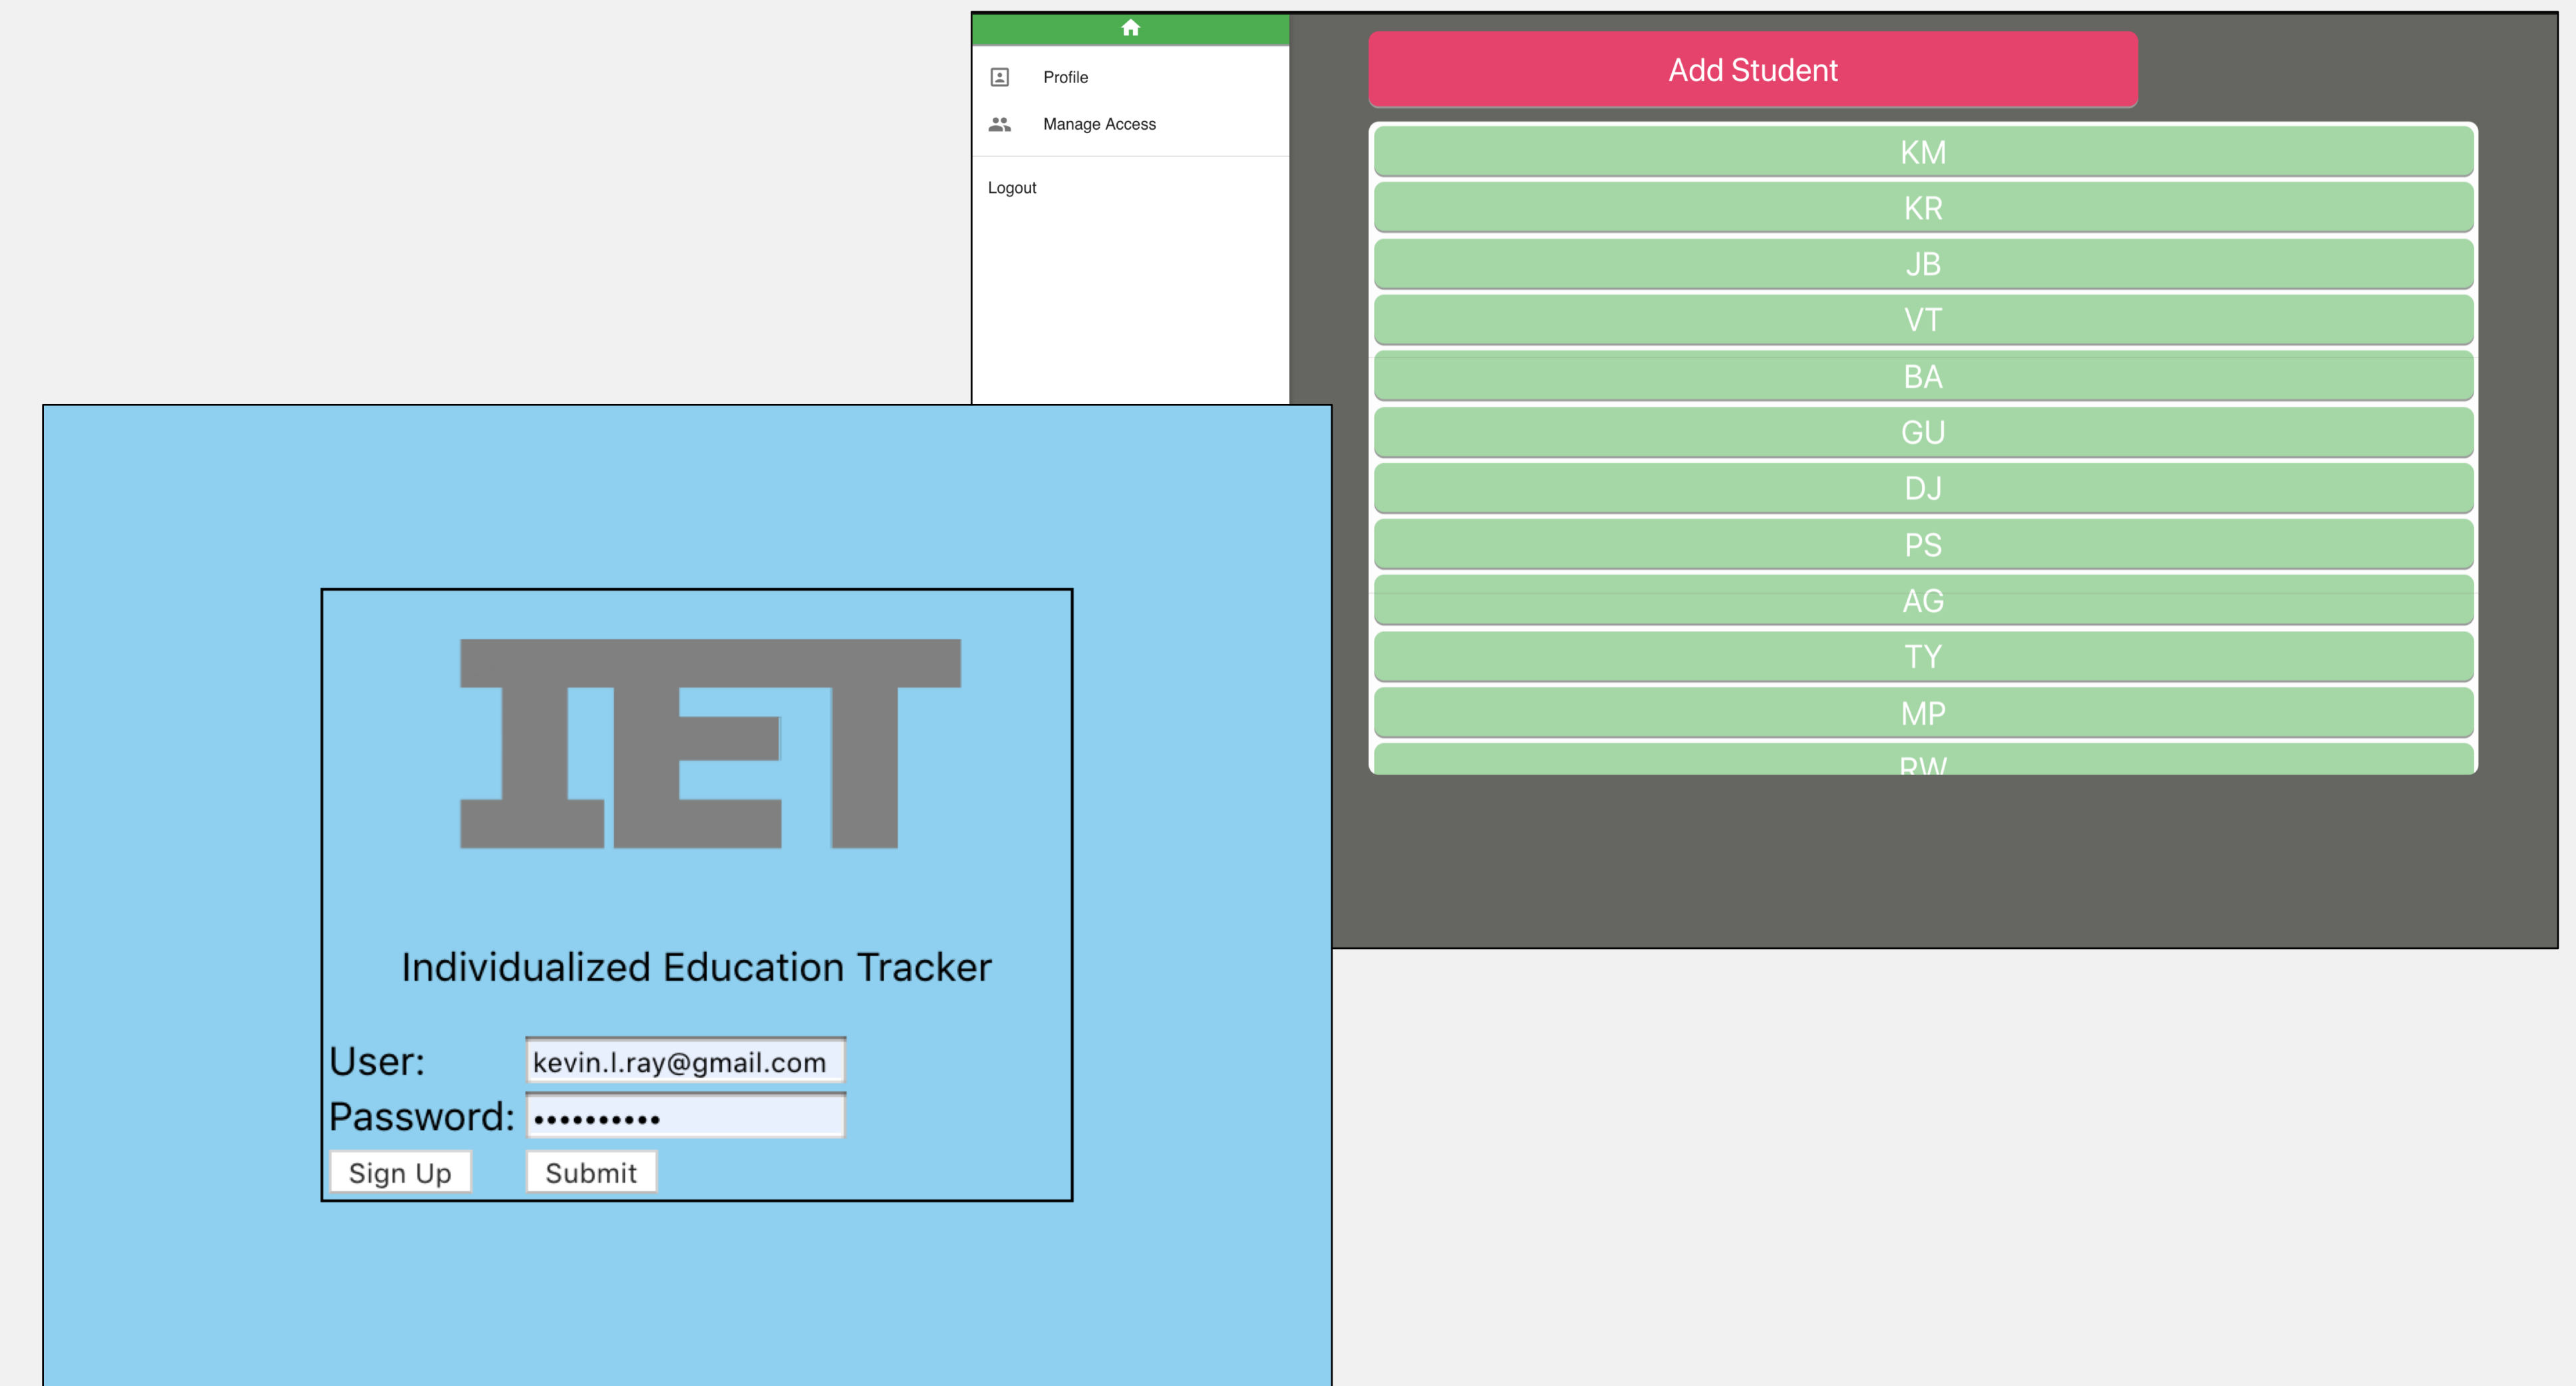 Profile
Manage Access
Logout
Add Student
KM
KR
JB
VT
BA
GU
DJ
PS
AG
TY
MP
RW
IET
Individualized Education Tracker
User: kevin.l.ray@gmail.com
Password: ••••••••••
Sign Up Submit